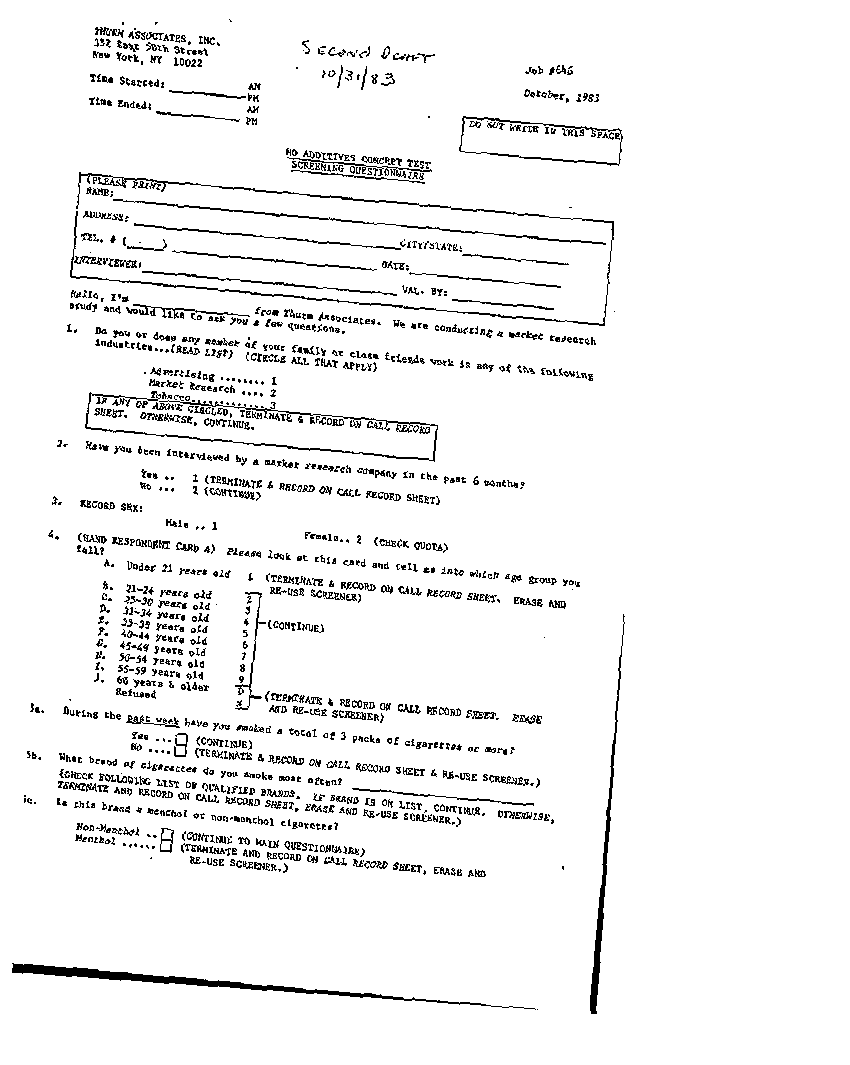 THURM ASSOCIATES, INC.
East 50th Street
New York, NY 10022
SECOND DRAFT
10/31/83
Job #646
October, 1983
Time Started: AM
PM
Time Ended: AM
PM
DO NOT WRITE IN THIS SPACE
NO ADDITIVES CONCEPT TEST
SCREENING QUESTIONNAIRE
(PLEASE PRINT)
NAME:
ADDRESS:
CITY/STATE:
TEL. # ( )
DATE:
INTERVIEWER:
VAL. BY:
Hello, I'm from Thurm Associates. We are conducting a market research
study and would like to ask you a few questions.
1. Do you or does any member of your family or close friends work in any of the following
industries...(READ LIST) (CIRCLE ALL THAT APPLY)
Advertising ........ 1
Market Research .... 2
Tobacco............. 3
IF ANY OF ABOVE CIRCLED, TERMINATE & RECORD ON CALL RECORD
SHEET. OTHERWISE, CONTINUE.
2. Have you been interviewed by a market research company in the past 6 months?
Yes .. 1 (TERMINATE & RECORD ON CALL RECORD SHEET)
No ... 2 (CONTINUE)
3. RECORD SEX:
Male .. 1
Female.. 2 (CHECK QUOTA)
4. (HAND RESPONDENT CARD A) Please look at this card and tell me into which age group you
fall?
A. Under 21 years old 1 (TERMINATE & RECORD ON CALL RECORD SHEET. ERASE AND
RE-USE SCREENER)
B. 21-24 years old 2
C. 25-30 years old 3
D. 31-34 years old 4 (CONTINUE)
E. 35-39 years old 5
F. 40-44 years old 6
G. 45-49 years old 7
H. 50-54 years old 8
I. 55-59 years old 9
J. 60 years & older 0 (TERMINATE & RECORD ON CALL RECORD SHEET. ERASE
Refused X AND RE-USE SCREENER)
5a. During the past week have you smoked a total of 3 packs of cigarettes or more?
Yes ... (CONTINUE)
No .... (TERMINATE & RECORD ON CALL RECORD SHEET & RE-USE SCREENER.)
5b. What brand of cigarettes do you smoke most often?
(CHECK FOLLOWING LIST OF QUALIFIED BRANDS. IF BRAND IS ON LIST, CONTINUE. OTHERWISE,
TERMINATE AND RECORD ON CALL RECORD SHEET, ERASE AND RE-USE SCREENER.)
Is this brand a menthol or non-menthol cigarette?
Non-Menthol .. (CONTINUE TO MAIN QUESTIONNAIRE)
Menthol ...... (TERMINATE AND RECORD ON CALL RECORD SHEET, ERASE AND
RE-USE SCREENER.)